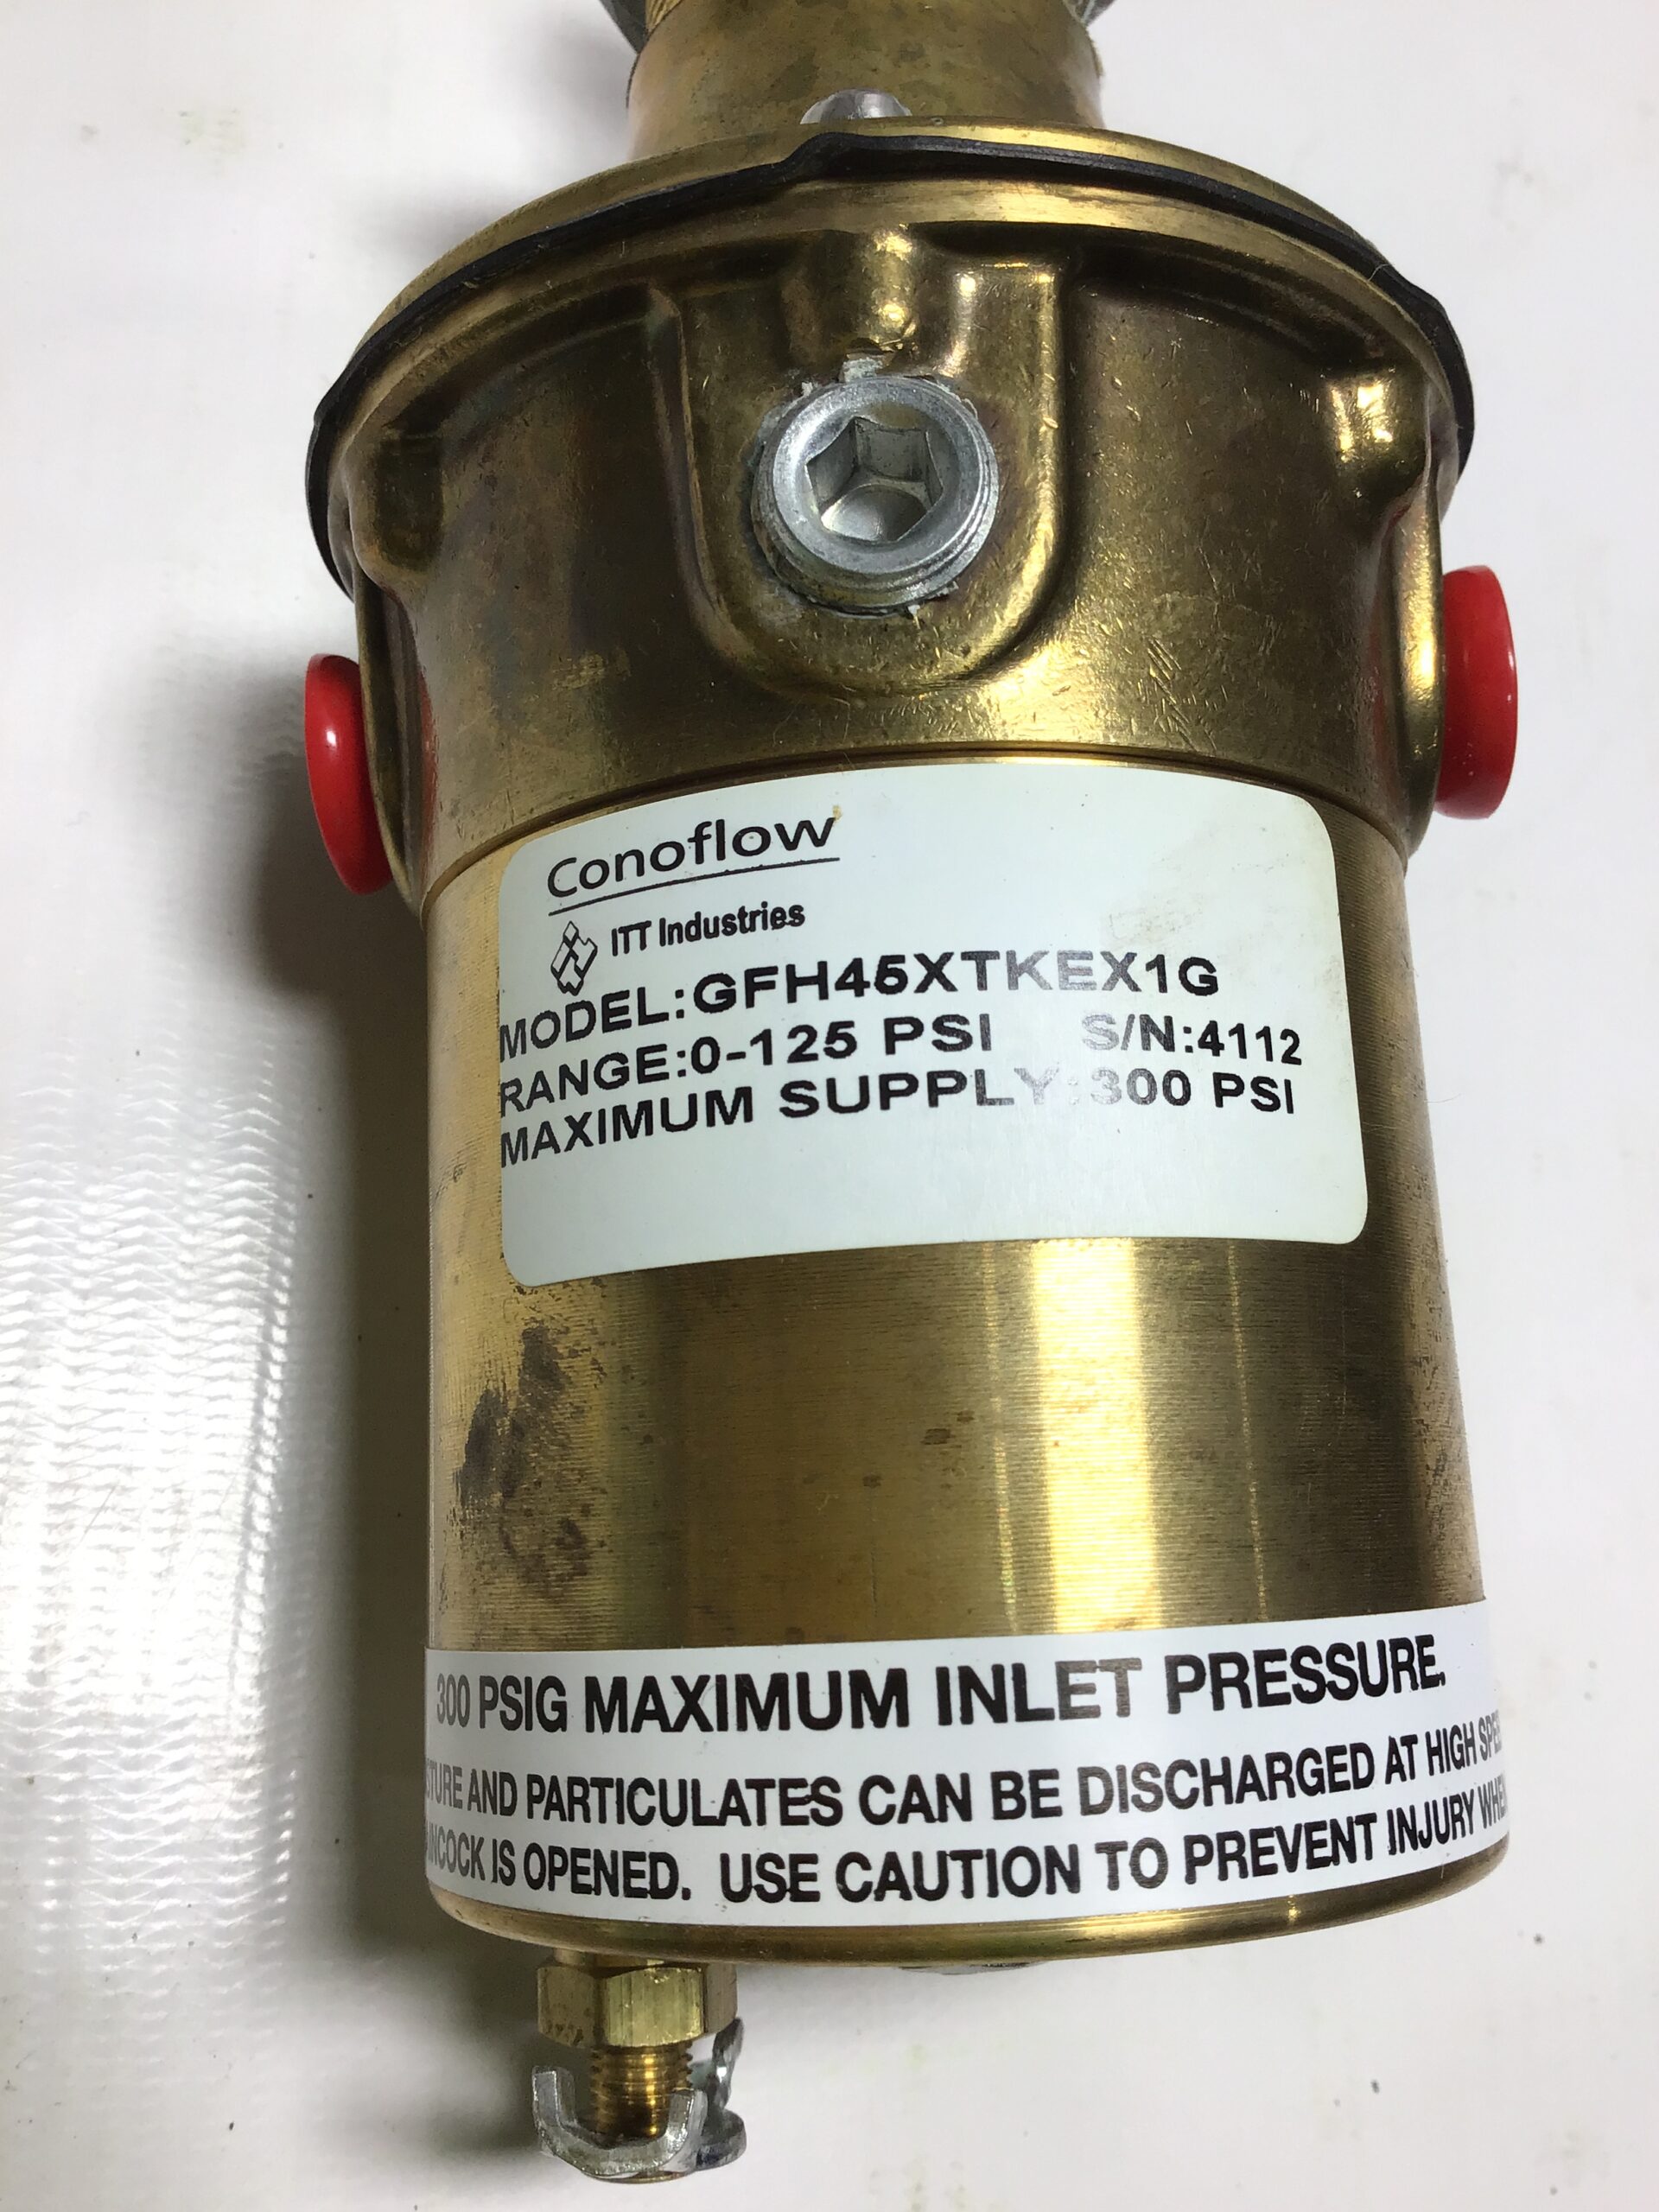 Conoflow
ITT Industries
MODEL:GFH45XTKEX1G
RANGE:0-125 PSI S/N:4112
MAXIMUM SUPPLY:300 PSI
300 PSIG MAXIMUM INLET PRESSURE.
AND PARTICULATES CAN BE DISCHARGED AT HIGH
IS OPENED. USE CAUTION TO PREVENT INJURY